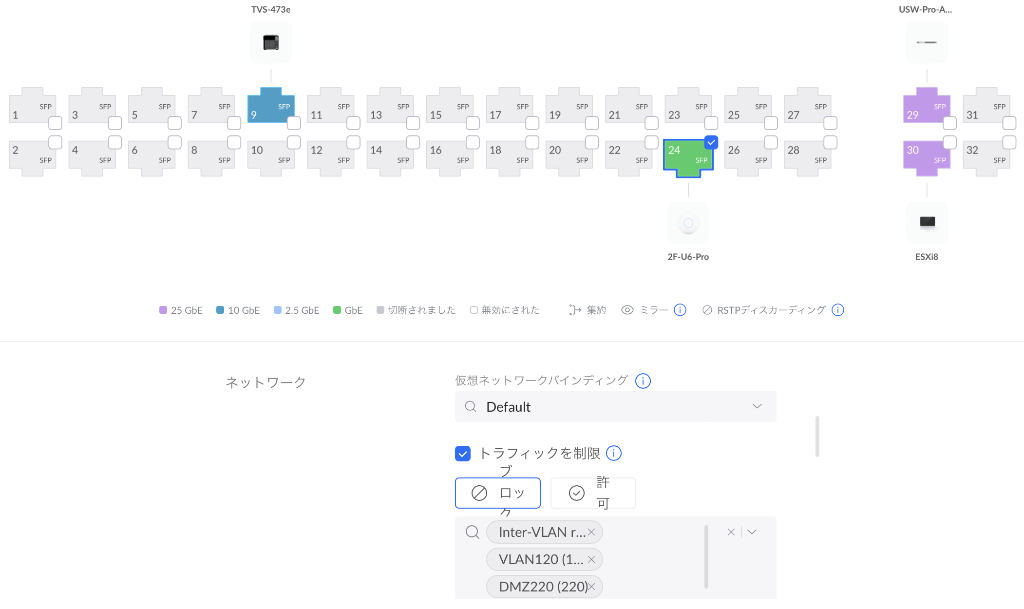 TVS-473e
USW-Pro-A...
1 SFP 3 SFP 5 SFP 7 SFP 9 SFP 11 SFP 13 SFP 15 SFP 17 SFP 19 SFP 21 SFP 23 SFP 25 SFP 27 SFP 29 SFP 31 SFP
2 SFP 4 SFP 6 SFP 8 SFP 10 SFP 12 SFP 14 SFP 16 SFP 18 SFP 20 SFP 22 SFP 24 SFP 26 SFP 28 SFP 30 SFP 32 SFP
2F-U6-Pro
ESXi8
25 GbE 10 GbE 2.5 GbE GbE 切断されました 無効にされた 集約 ミラー RSTPディスカーディング
ネットワーク
仮想ネットワークバインディング
Default
トラフィックを制限
ブ
ロッ
ク
許
可
Inter-VLAN r...
VLAN120 (1...
DMZ220 (220)